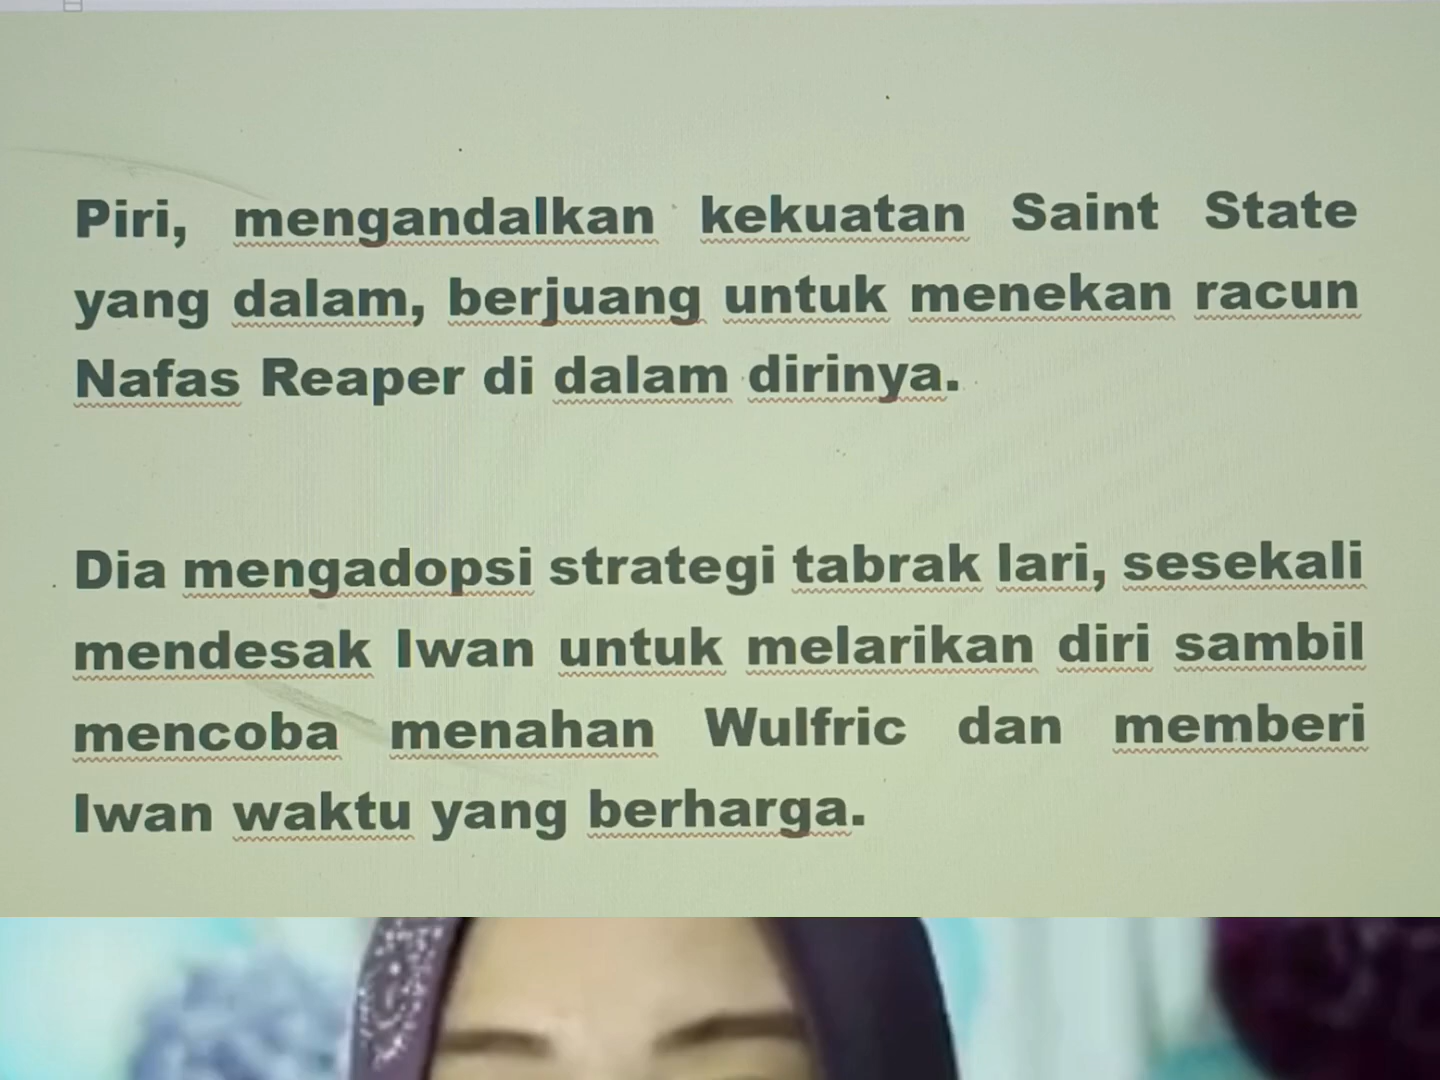 Piri, mengandalkan kekuatan Saint State
yang dalam, berjuang untuk menekan racun
Nafas Reaper di dalam dirinya.
Dia mengadopsi strategi tabrak lari, sesekali
mendesak Iwan untuk melarikan diri sambil
mencoba menahan Wulfric dan memberi
Iwan waktu yang berharga.